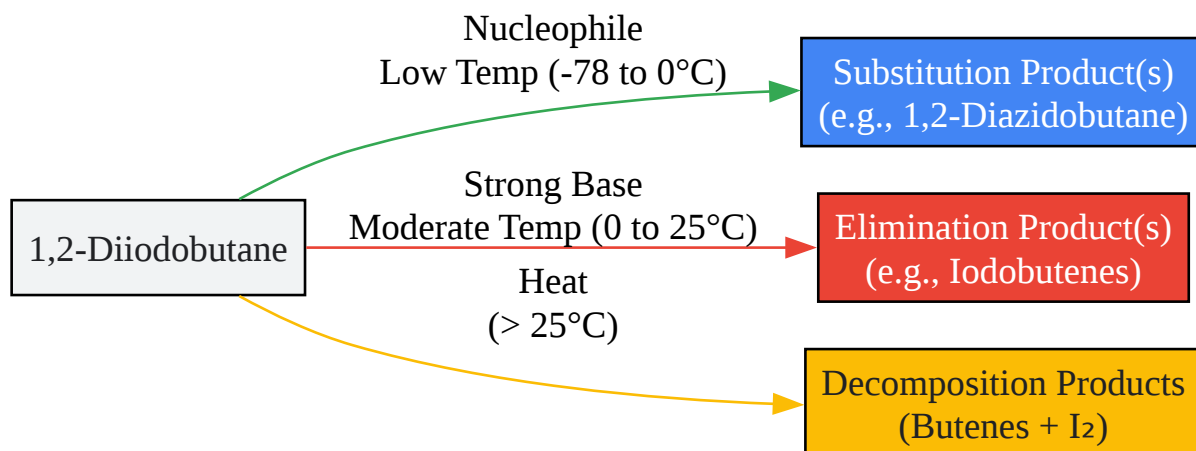 Nucleophile
Low Temp (-78 to 0°C)
Substitution Product(s)
(e.g., 1,2-Diazidobutane)
1,2-Diiodobutane
Strong Base
Moderate Temp (0 to 25°C)
Elimination Product(s)
(e.g., Iodobutenes)
Heat
(> 25°C)
Decomposition Products
(Butenes + I₂)